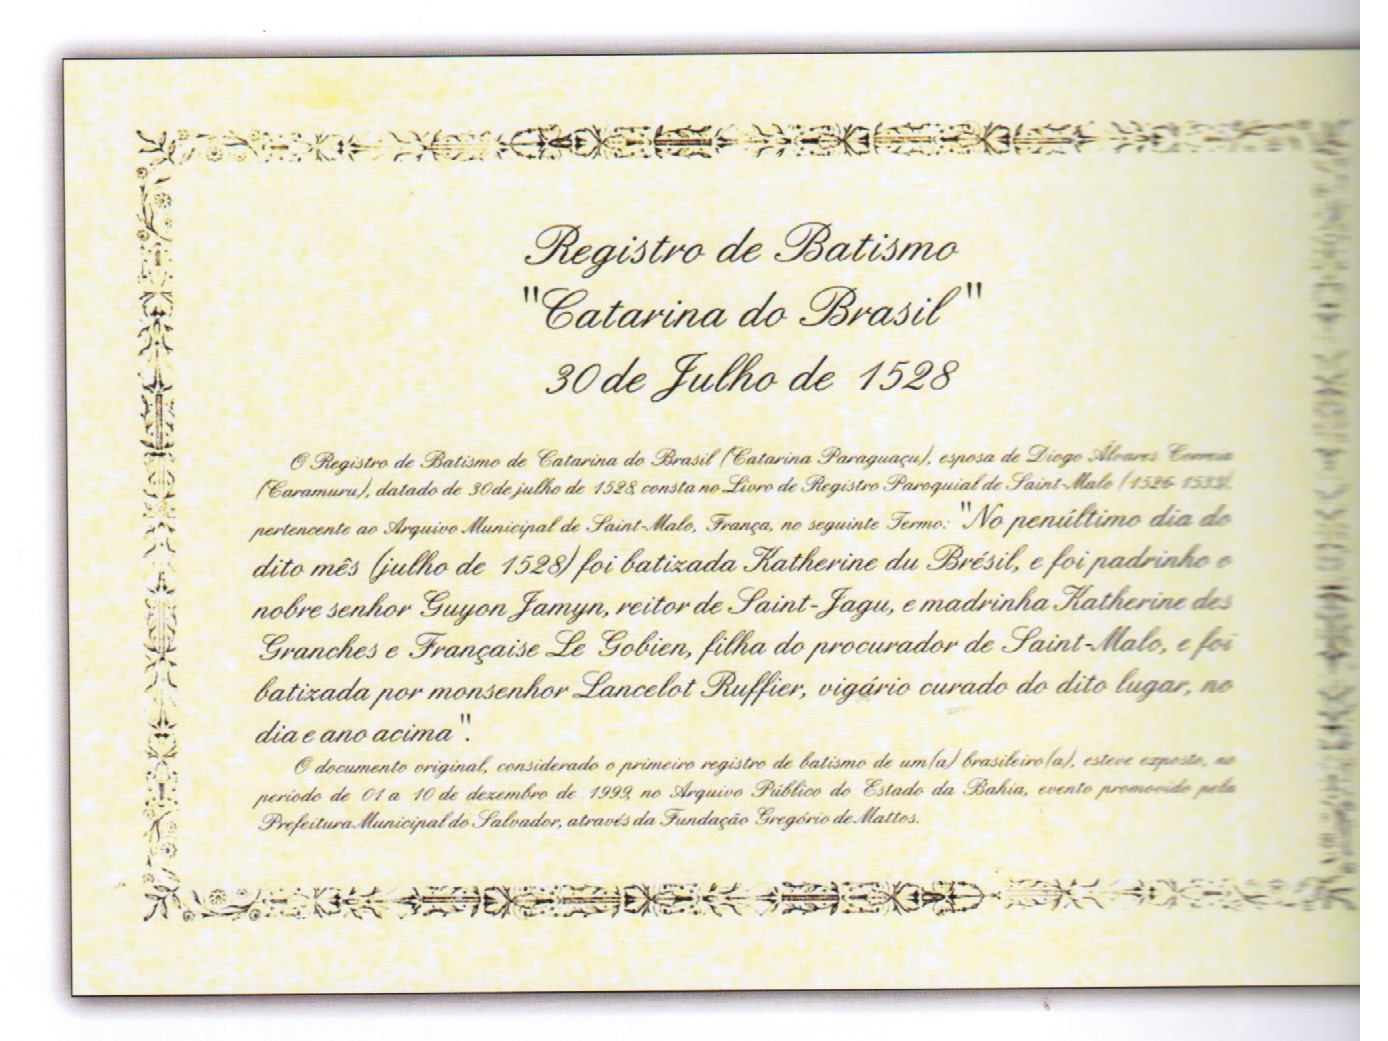 Registro de Batismo
"Catarina do Brasil"
30 de Julho de 1528
O Registro de Batismo de Catarina do Brasil (Catarina Paraguaçu), esposa de Diogo Álvares Correia
(Caramuru), datado de 30 de julho de 1528, consta no Livro de Registro Paroquial de Saint-Malo (1526-1533),
pertencente ao Arquivo Municipal de Saint-Malo, França, no seguinte Termo: "No penúltimo dia do
dito mês (julho de 1528) foi batizada Katherine du Brésil, e foi padrinho o
nobre senhor Guyon Jamyn, reitor de Saint-Jagu, e madrinha Katherine des
Granches e Française Le Gobien, filha do procurador de Saint-Malo, e foi
batizada por monsenhor Lancelot Ruffier, vigário curado do dito lugar, no
dia e ano acima".
O documento original, considerado o primeiro registro de batismo de um(a) brasileiro(a), esteve exposto, no
período de 01 a 10 de dezembro de 1999, no Arquivo Público do Estado da Bahia, evento promovido pela
Prefeitura Municipal do Salvador, através da Fundação Gregório de Mattos.